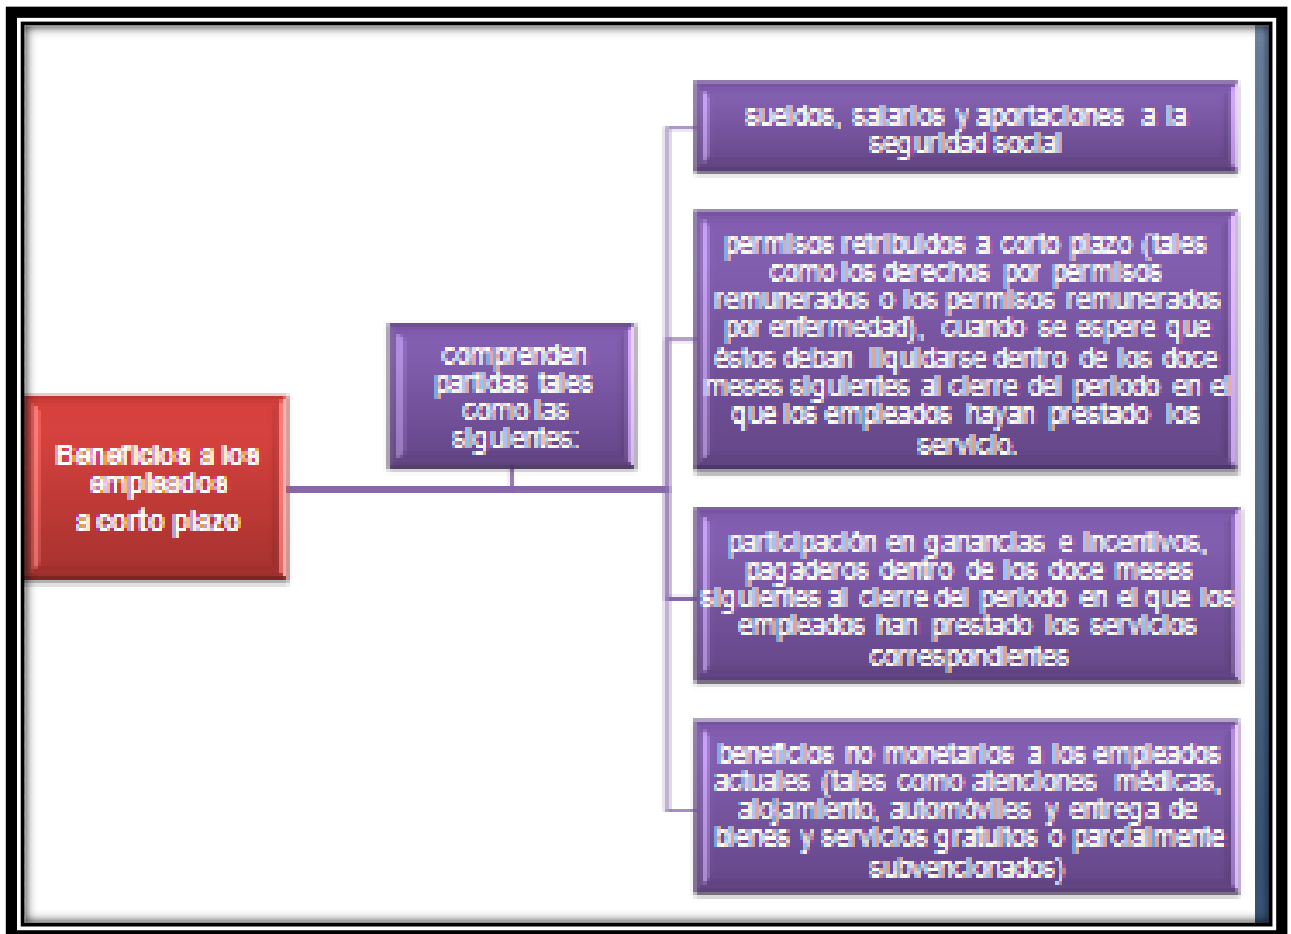 Beneficios a los
empleados
a corto plazo
comprenden
partidas tales
como las
siguientes:
sueldos, salarios y aportaciones a la
seguridad social
permisos retribuidos a corto plazo (tales
como los derechos por permisos
remunerados o los permisos remunerados
por enfermedad), cuando se espere que
éstos deban liquidarse dentro de los doce
meses siguientes al cierre del periodo en el
que los empleados hayan prestado los
servicio.
participación en ganancias e incentivos,
pagaderos dentro de los doce meses
siguientes al cierre del periodo en el que los
empleados han prestado los servicios
correspondientes
beneficios no monetarios a los empleados
actuales (tales como atenciones médicas,
alojamiento, automóviles y entrega de
bienes y servicios gratuitos o parcialmente
subvencionados)